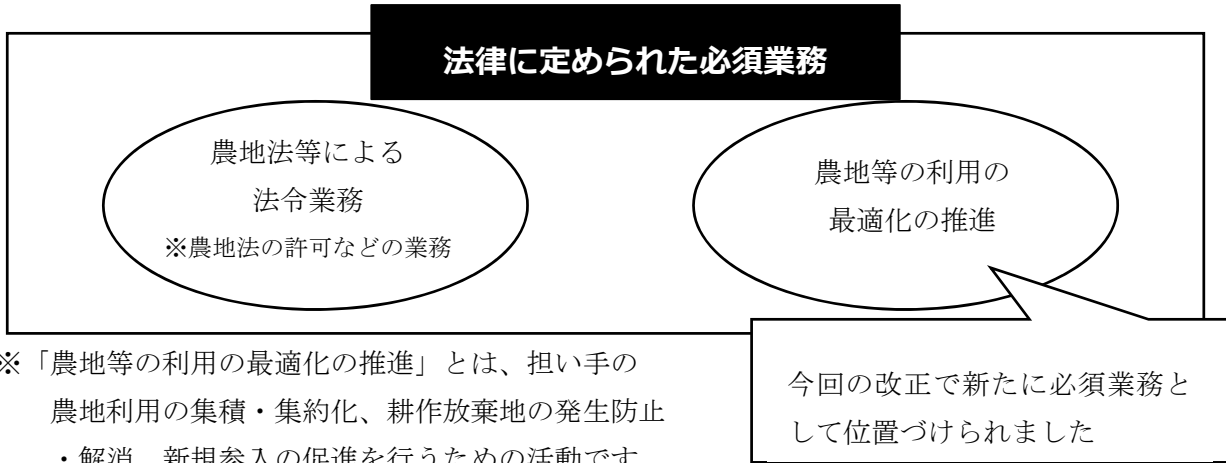 法律に定められた必須業務
農地法等による
法令業務
※農地法の許可などの業務
農地等の利用の
最適化の推進
※「農地等の利用の最適化の推進」とは、担い手の
農地利用の集積・集約化、耕作放棄地の発生防止
・解消、新規参入の促進を行うための活動です
今回の改正で新たに必須業務と
して位置づけられました